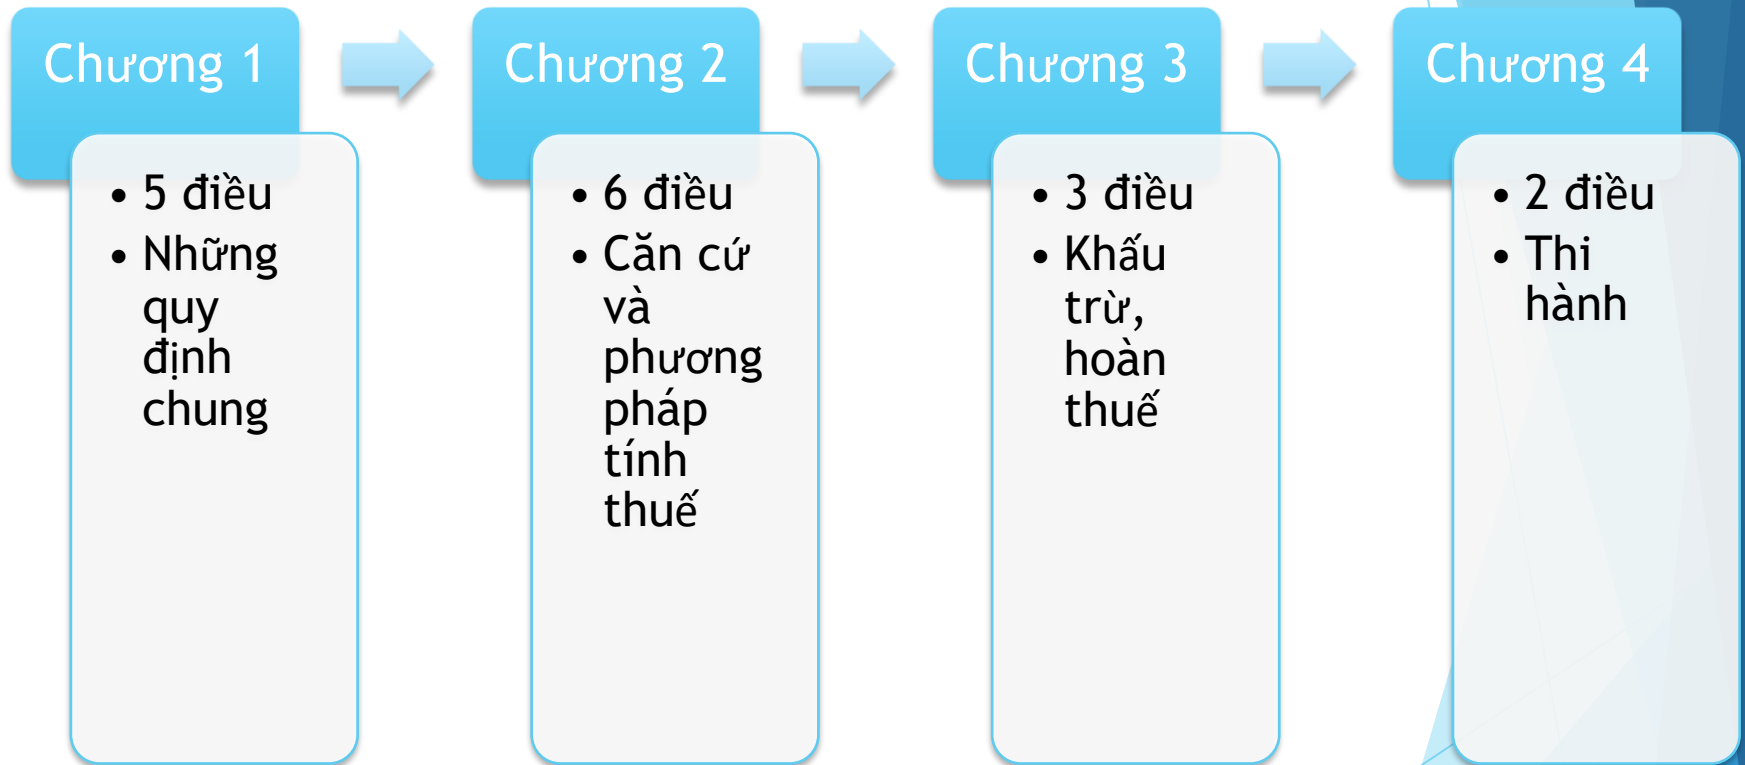 Chương 1
• 5 điều
• Những
quy
định
chung
Chương 2
• 6 điều
• Căn cứ
và
phương
pháp
tính
thuế
Chương 3
• 3 điều
• Khấu
trừ,
hoàn
thuế
Chương 4
• 2 điều
• Thi
hành